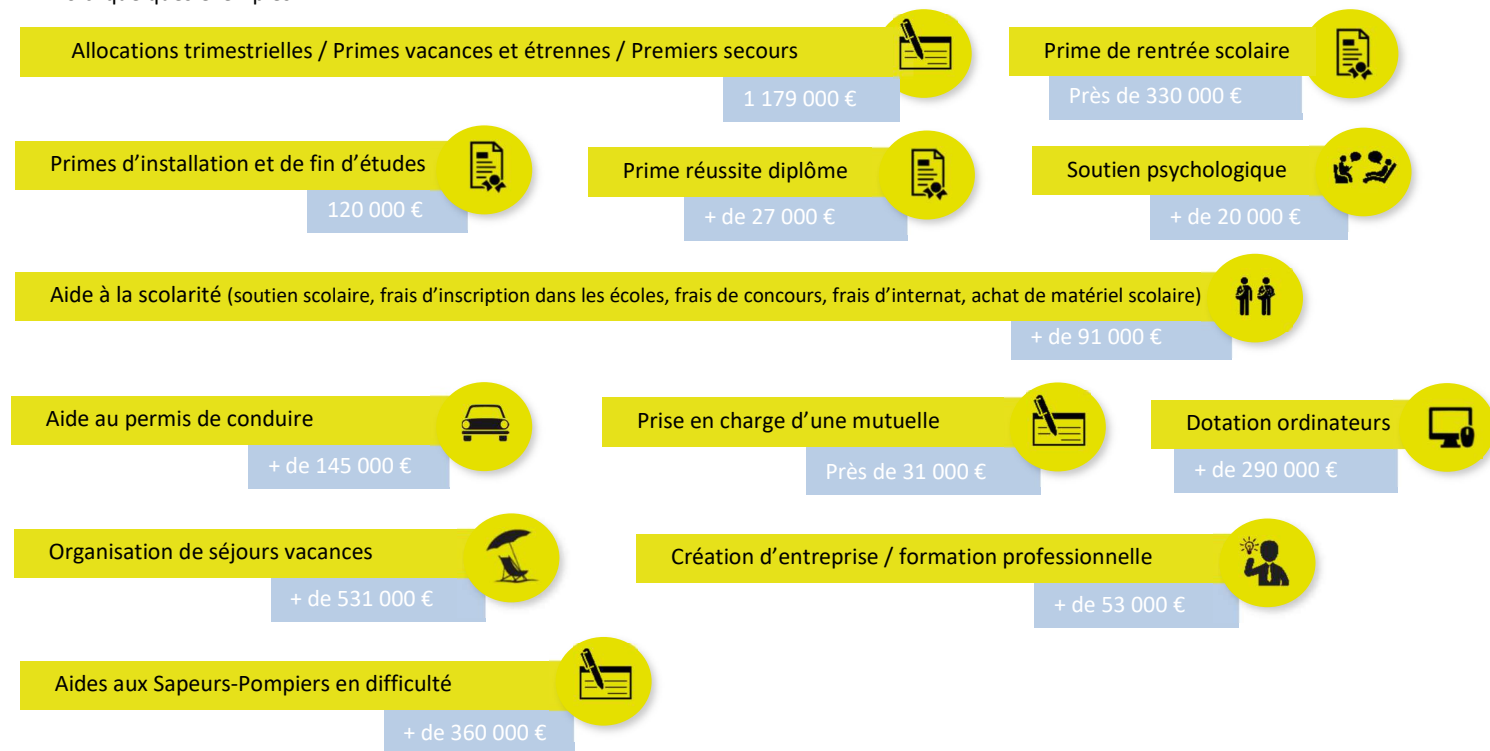 Allocations trimestrielles / Primes vacances et étrennes / Premiers secours
1 179 000 €
Prime de rentrée scolaire
Près de 330 000 €
Primes d'installation et de fin d'études
120 000 €
Prime réussite diplôme
+ de 27 000 €
Soutien psychologique
+ de 20 000 €
Aide à la scolarité (soutien scolaire, frais d'inscription dans les écoles, frais de concours, frais d'internat, achat de matériel scolaire)
+ de 91 000 €
Aide au permis de conduire
+ de 145 000 €
Prise en charge d'une mutuelle
Près de 31 000 €
Dotation ordinateurs
+ de 290 000 €
Organisation de séjours vacances
+ de 531 000 €
Création d'entreprise / formation professionnelle
+ de 53 000 €
Aides aux Sapeurs-Pompiers en difficulté
+ de 360 000 €